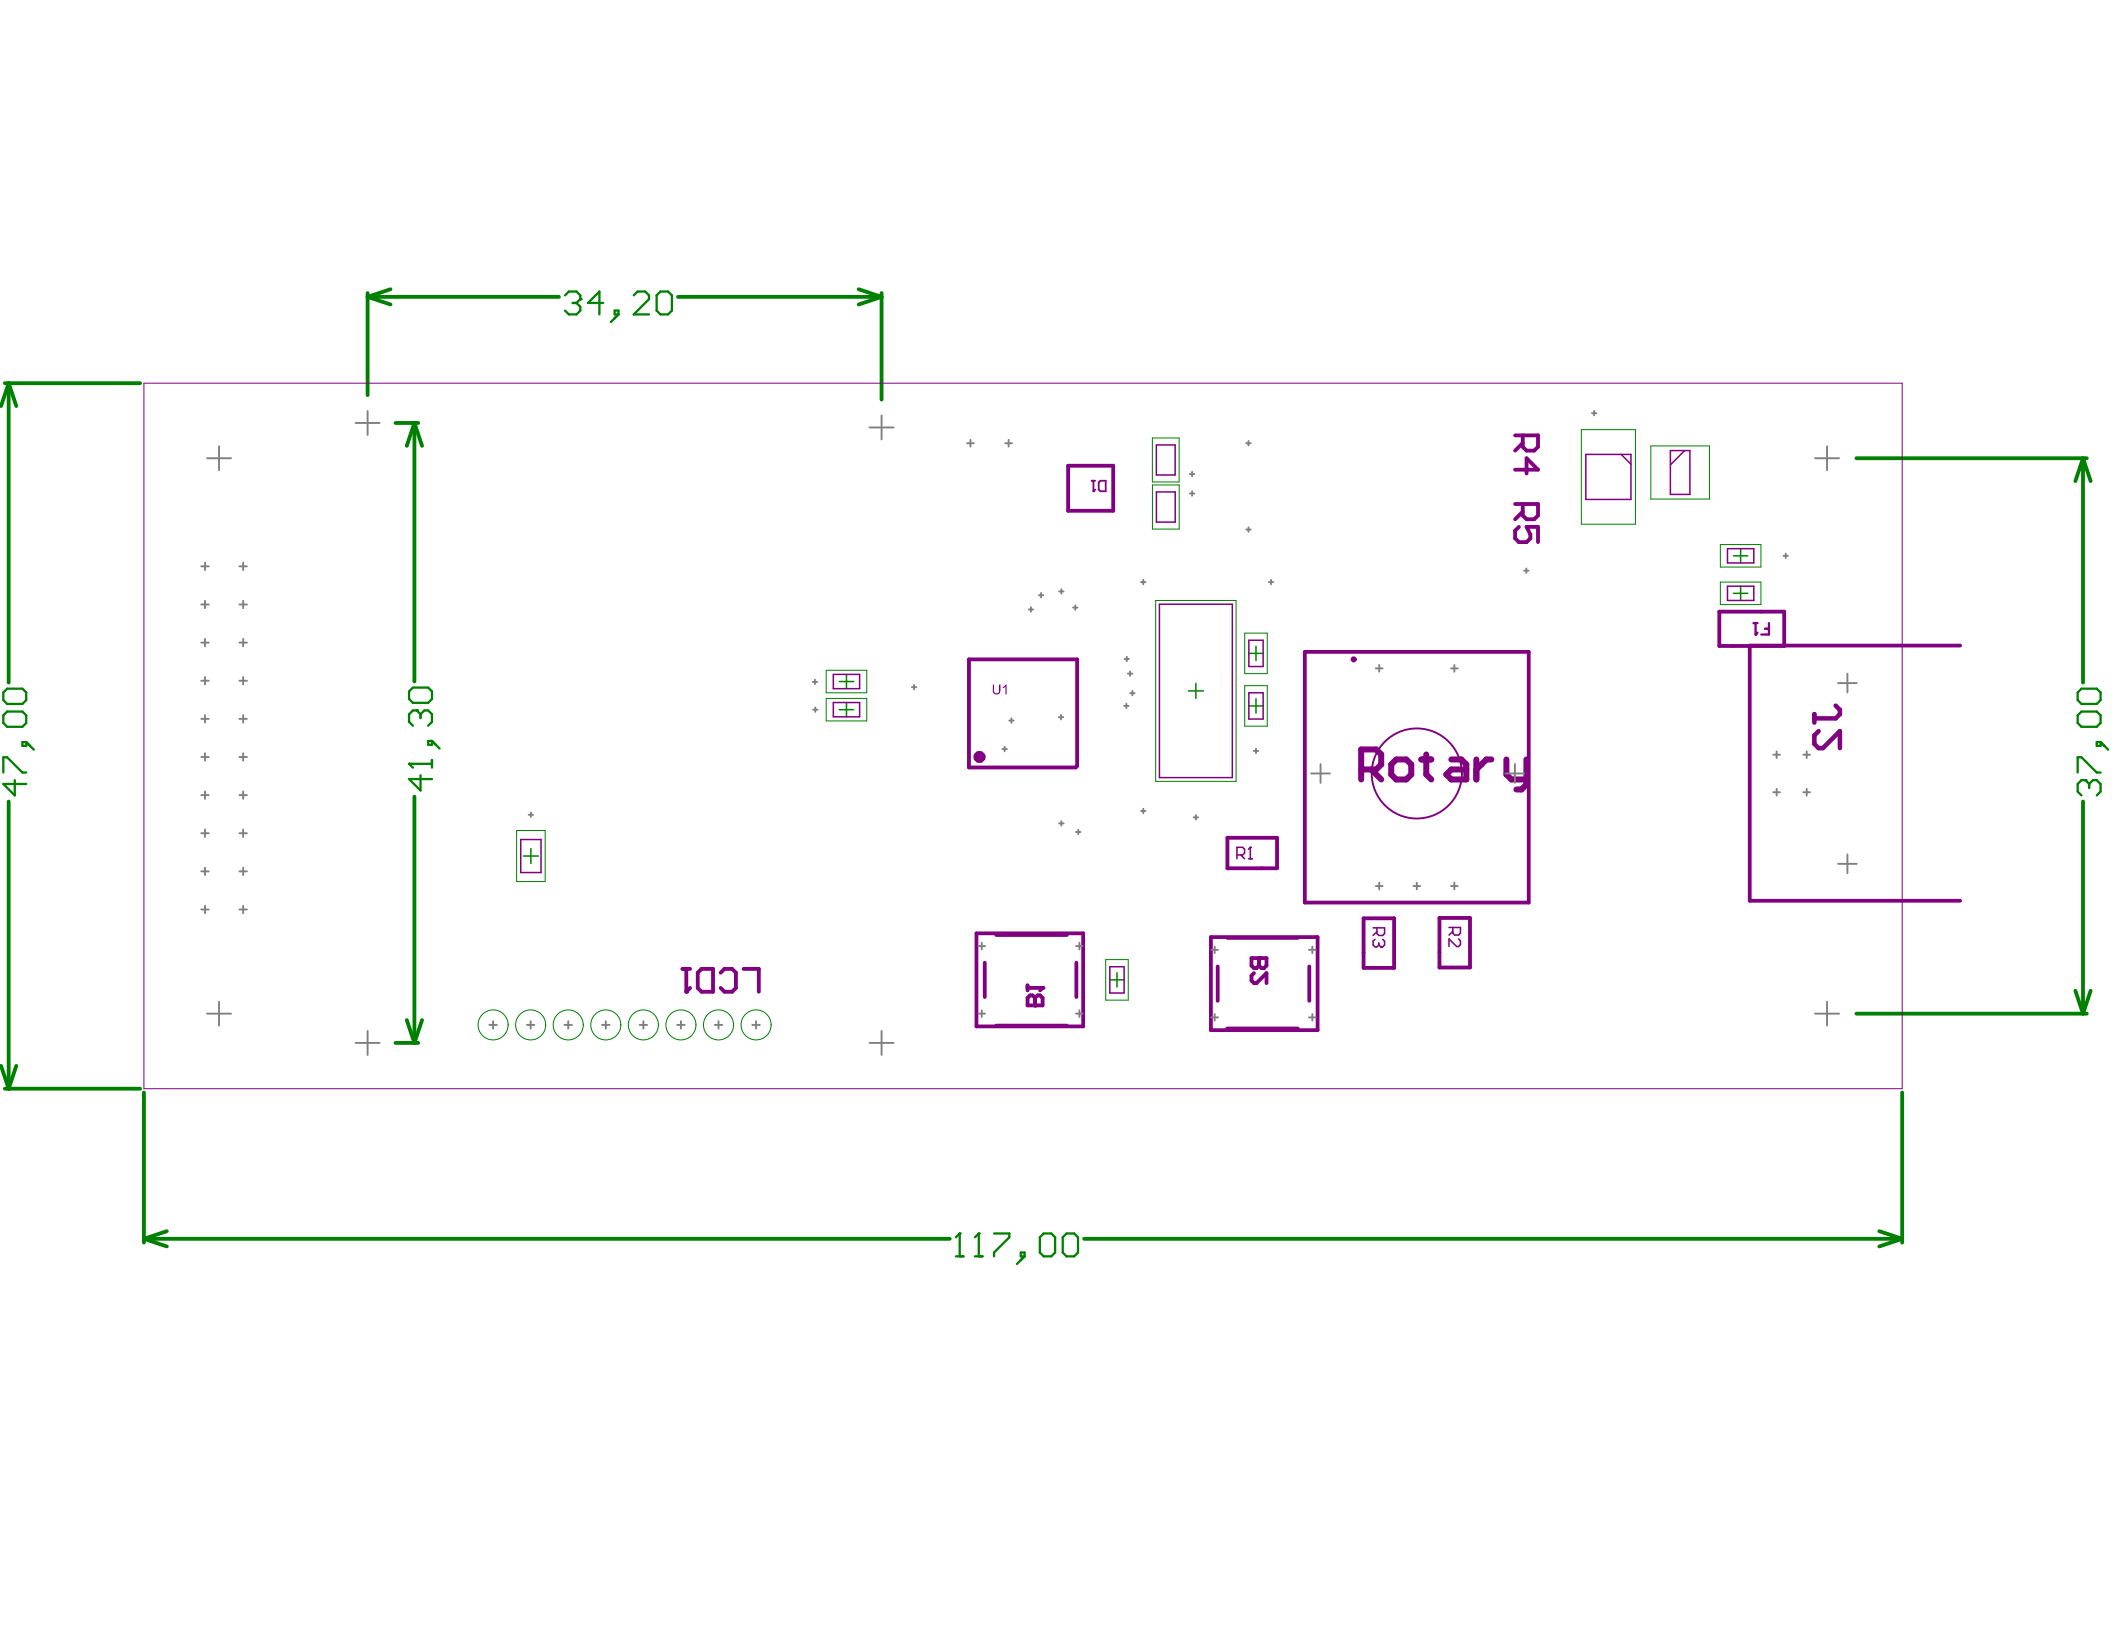 34,20
R4 R5
D1
F1
47,00
41,30
U1
J2
37,00
Rotary
R1
R3
R2
LCD1
B1
B2
117,00